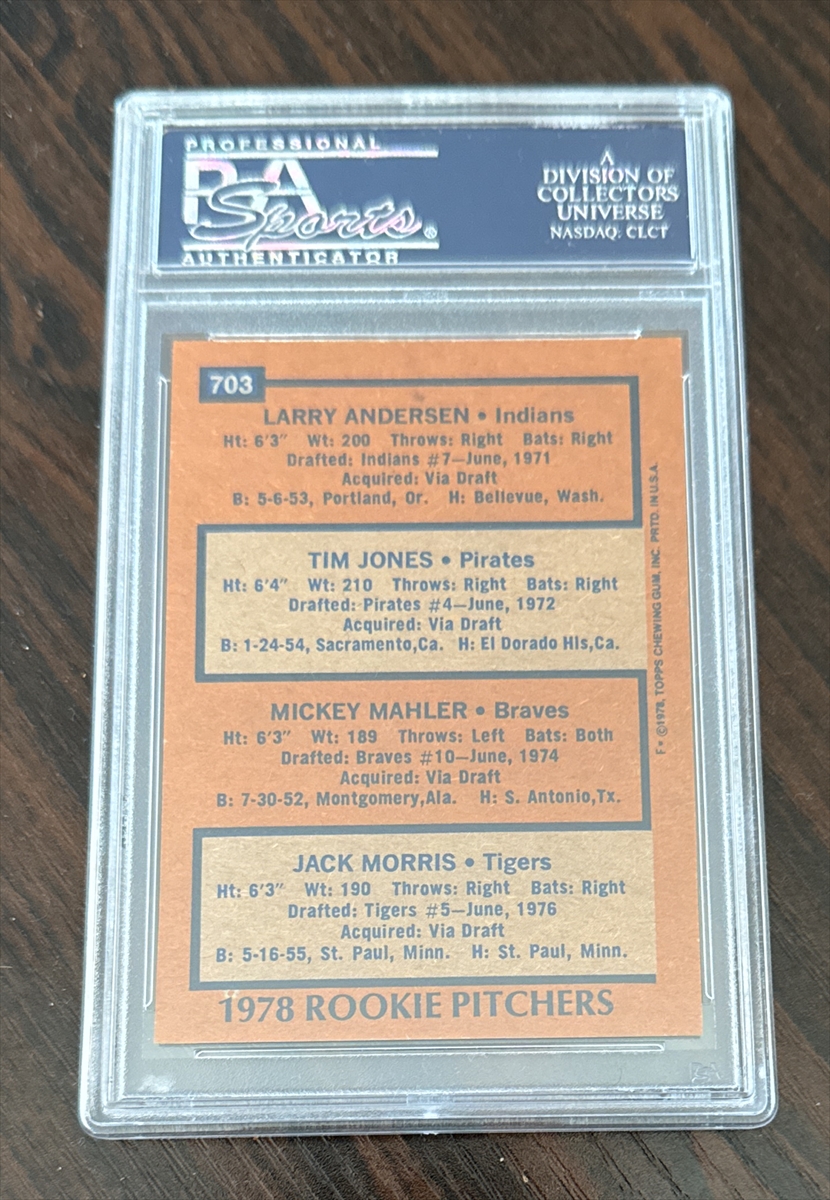 PROFESSIONAL
PSA
Sports®
AUTHENTICATOR
A
DIVISION OF
COLLECTORS
UNIVERSE
NASDAQ: CLCT
703
LARRY ANDERSEN • Indians
Ht: 6'3" Wt: 200 Throws: Right Bats: Right
Drafted: Indians #7—June, 1971
Acquired: Via Draft
B: 5-6-53, Portland, Or. H: Bellevue, Wash.
TIM JONES • Pirates
Ht: 6'4" Wt: 210 Throws: Right Bats: Right
Drafted: Pirates #4—June, 1972
Acquired: Via Draft
B: 1-24-54, Sacramento,Ca. H: El Dorado Hls,Ca.
MICKEY MAHLER • Braves
Ht: 6'3" Wt: 189 Throws: Left Bats: Both
Drafted: Braves #10—June, 1974
Acquired: Via Draft
B: 7-30-52, Montgomery,Ala. H: S. Antonio,Tx.
JACK MORRIS • Tigers
Ht: 6'3" Wt: 190 Throws: Right Bats: Right
Drafted: Tigers #5—June, 1976
Acquired: Via Draft
B: 5-16-55, St. Paul, Minn. H: St. Paul, Minn.
1978 ROOKIE PITCHERS
F* ©1978, TOPPS CHEWING GUM, INC. PRTD. IN U.S.A.
PSA